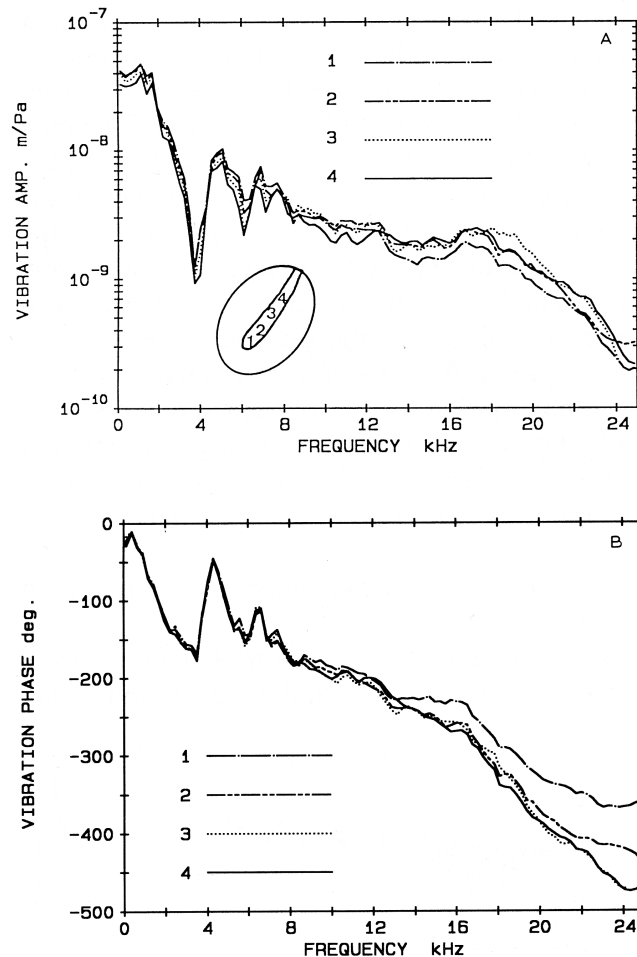 10⁻⁷
10⁻⁸
10⁻⁹
10⁻¹⁰
VIBRATION AMP. m/Pa
A
1
2
3
4
1 2 3 4
0 4 8 12 16 20 24
FREQUENCY kHz
0
-100
-200
-300
-400
-500
VIBRATION PHASE deg.
B
1
2
3
4
0 4 8 12 16 20 24
FREQUENCY kHz